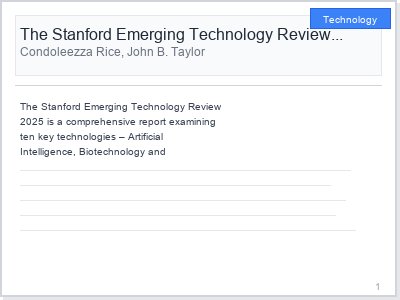 Technology
The Stanford Emerging Technology Review...
Condoleezza Rice, John B. Taylor
The Stanford Emerging Technology Review
2025 is a comprehensive report examining
ten key technologies – Artificial
Intelligence, Biotechnology and
1